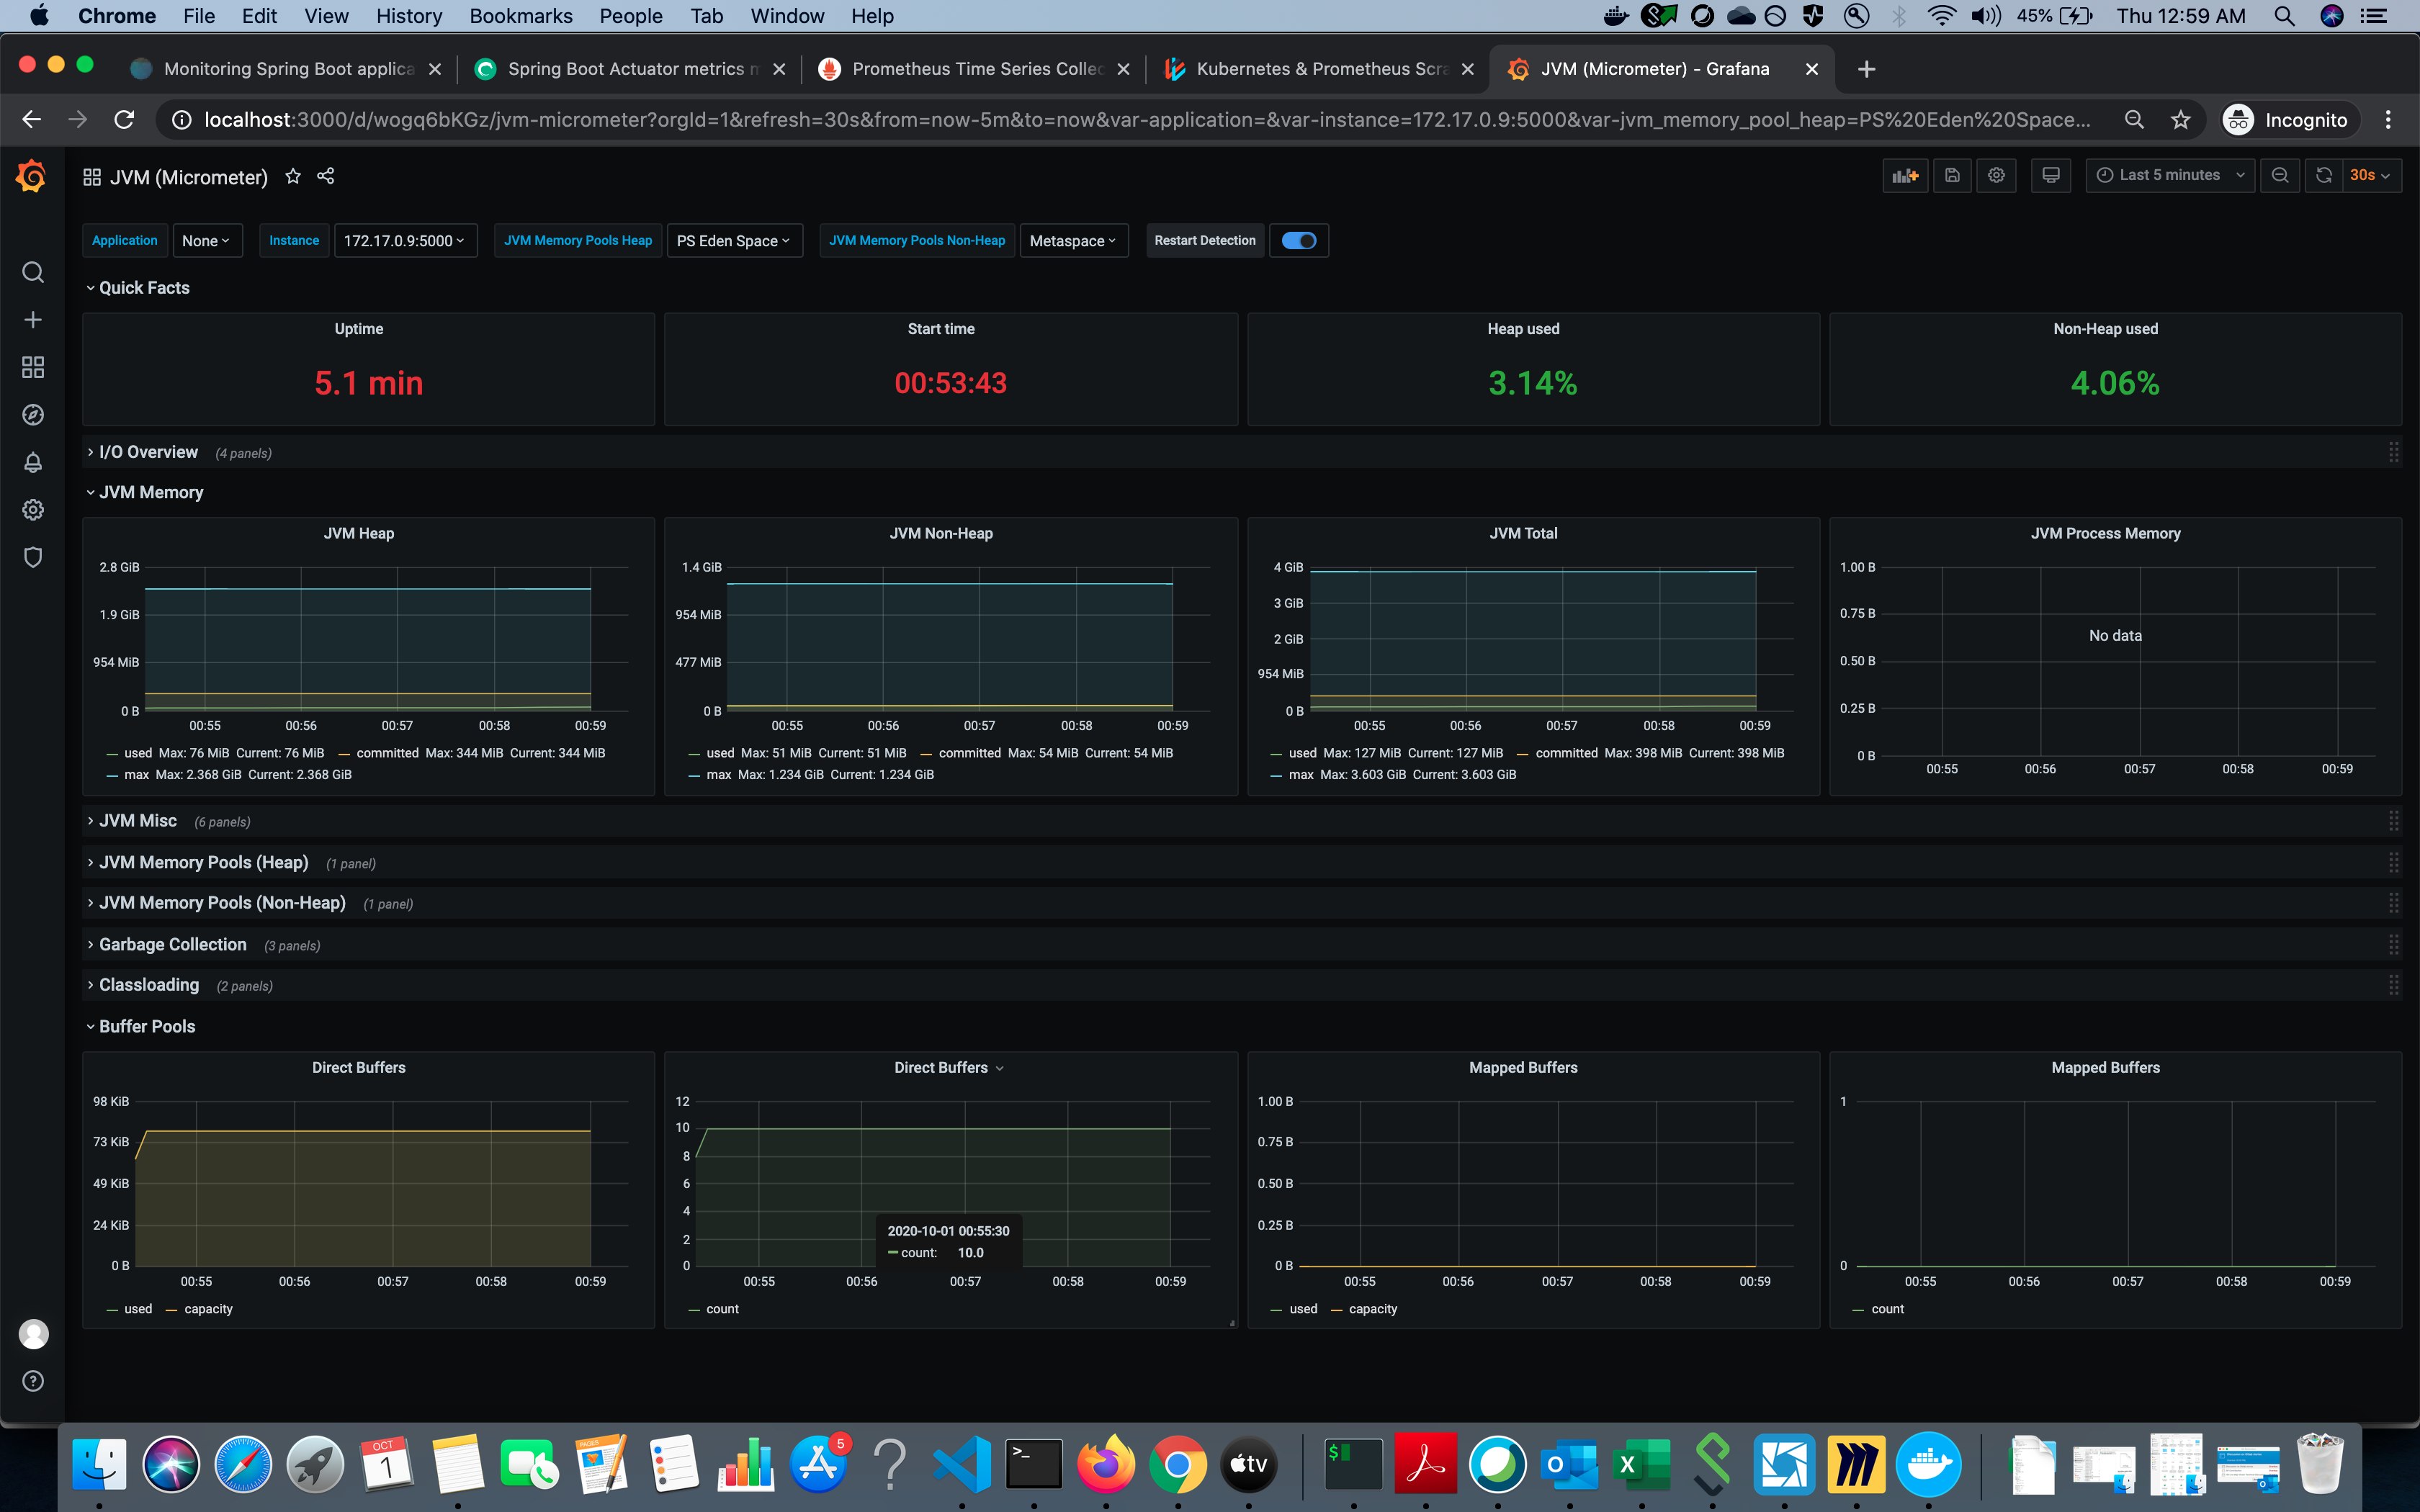 Chrome File Edit View History Bookmarks People Tab Window Help 45% Thu 12:59 AM
Monitoring Spring Boot applica Spring Boot Actuator metrics Prometheus Time Series Collec Kubernetes & Prometheus Scra JVM (Micrometer) - Grafana
localhost:3000/d/wogq6bKGz/jvm-micrometer?orgId=1&refresh=30s&from=now-5m&to=now&var-application=&var-instance=172.17.0.9:5000&var-jvm_memory_pool_heap=PS%20Eden%20Space... Incognito
JVM (Micrometer) Last 5 minutes 30s
Application None Instance 172.17.0.9:5000 JVM Memory Pools Heap PS Eden Space JVM Memory Pools Non-Heap Metaspace Restart Detection
Quick Facts
Uptime Start time Heap used Non-Heap used
5.1 min 00:53:43 3.14% 4.06%
I/O Overview (4 panels)
JVM Memory
JVM Heap
2.8 GiB
1.9 GiB
954 MiB
0 B
00:55 00:56 00:57 00:58 00:59
used Max: 76 MiB Current: 76 MiB committed Max: 344 MiB Current: 344 MiB
max Max: 2.368 GiB Current: 2.368 GiB
JVM Non-Heap
1.4 GiB
954 MiB
477 MiB
0 B
00:55 00:56 00:57 00:58 00:59
used Max: 51 MiB Current: 51 MiB committed Max: 54 MiB Current: 54 MiB
max Max: 1.234 GiB Current: 1.234 GiB
JVM Total
4 GiB
3 GiB
2 GiB
954 MiB
0 B
00:55 00:56 00:57 00:58 00:59
used Max: 127 MiB Current: 127 MiB committed Max: 398 MiB Current: 398 MiB
max Max: 3.603 GiB Current: 3.603 GiB
JVM Process Memory
1.00 B
0.75 B
No data
0.50 B
0.25 B
0 B
00:55 00:56 00:57 00:58 00:59
JVM Misc (6 panels)
JVM Memory Pools (Heap) (1 panel)
JVM Memory Pools (Non-Heap) (1 panel)
Garbage Collection (3 panels)
Classloading (2 panels)
Buffer Pools
Direct Buffers
98 KiB
73 KiB
49 KiB
24 KiB
0 B
00:55 00:56 00:57 00:58 00:59
used capacity
Direct Buffers
12
10
8
6
4
2
0
2020-10-01 00:55:30
count: 10.0
00:55 00:56 00:57 00:58 00:59
count
Mapped Buffers
1.00 B
0.75 B
0.50 B
0.25 B
0 B
00:55 00:56 00:57 00:58 00:59
used capacity
Mapped Buffers
1
0
00:55 00:56 00:57 00:58 00:59
count
OCT
1
PAGES
5
tv